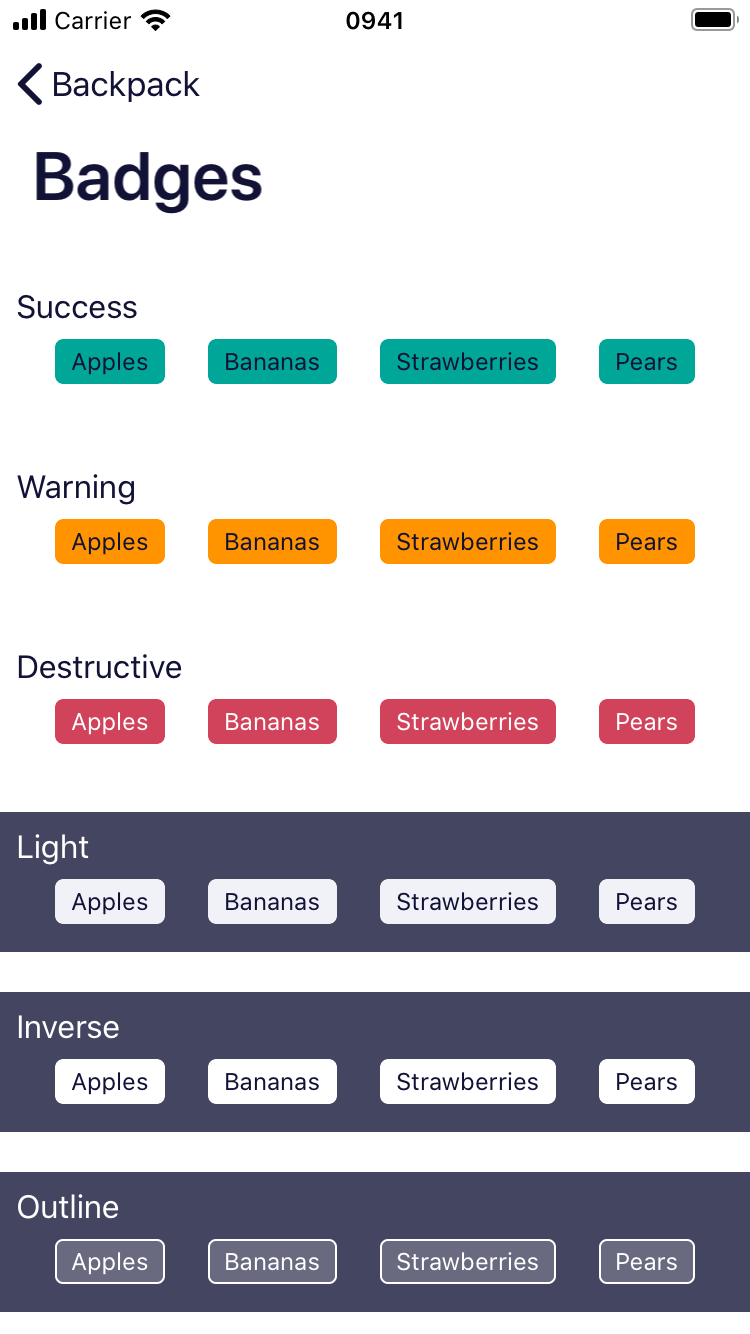 Carrier 0941
Backpack
Badges
Success
Apples Bananas Strawberries Pears
Warning
Apples Bananas Strawberries Pears
Destructive
Apples Bananas Strawberries Pears
Light
Apples Bananas Strawberries Pears
Inverse
Apples Bananas Strawberries Pears
Outline
Apples Bananas Strawberries Pears